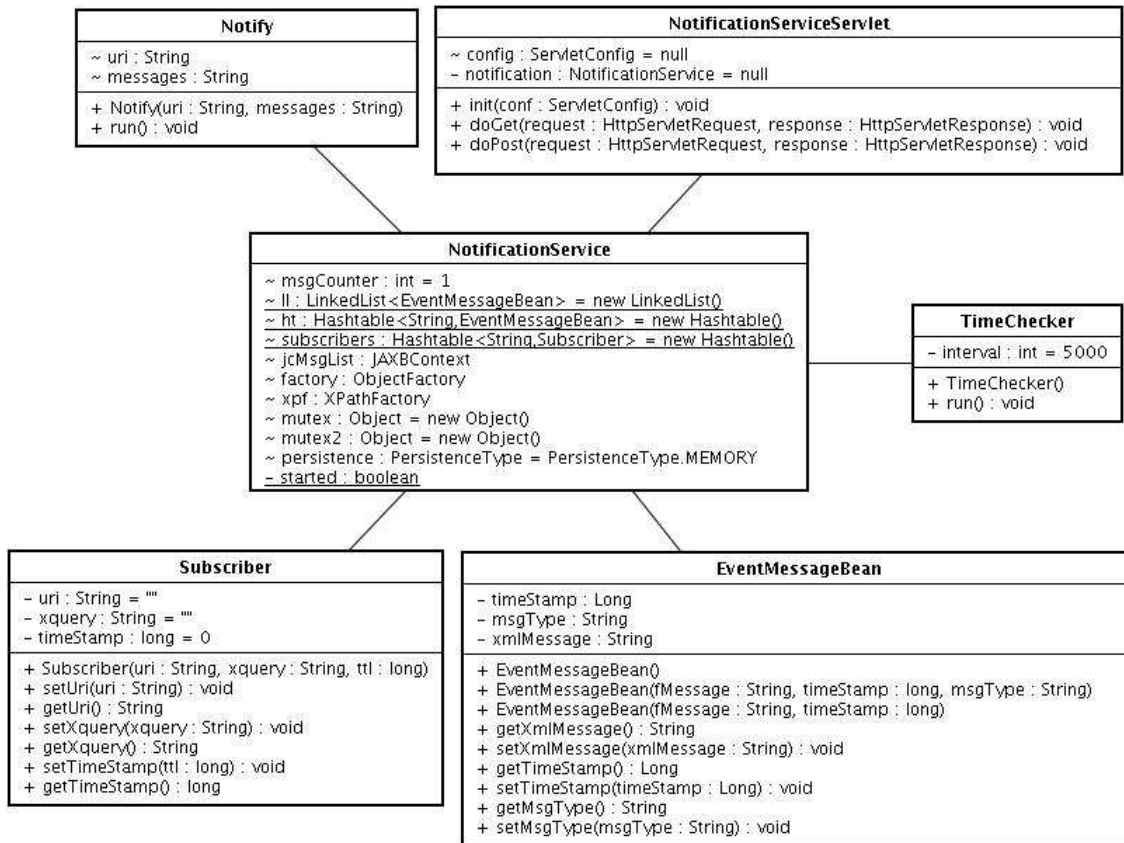 Notify
~ uri : String
~ messages : String
+ Notify(uri : String, messages : String)
+ run() : void
NotificationServiceServlet
~ config : ServletConfig = null
– notification : NotificationService = null
+ init(conf : ServletConfig) : void
+ doGet(request : HttpServletRequest, response : HttpServletResponse) : void
+ doPost(request : HttpServletRequest, response : HttpServletResponse) : void
NotificationService
~ msgCounter : int = 1
~ ll : LinkedList<EventMessageBean> = new LinkedList()
~ ht : Hashtable<String,EventMessageBean> = new Hashtable()
~ subscribers : Hashtable<String,Subscriber> = new Hashtable()
~ jcMsgList : JAXBContext
~ factory : ObjectFactory
~ xpf : XPathFactory
~ mutex : Object = new Object()
~ mutex2 : Object = new Object()
~ persistence : PersistenceType = PersistenceType.MEMORY
– started : boolean
TimeChecker
– interval : int = 5000
+ TimeChecker()
+ run() : void
Subscriber
– uri : String = ""
– xquery : String = ""
– timeStamp : long = 0
+ Subscriber(uri : String, xquery : String, ttl : long)
+ setUri(uri : String) : void
+ getUri() : String
+ setXquery(xquery : String) : void
+ getXquery() : String
+ setTimeStamp(ttl : long) : void
+ getTimeStamp() : long
EventMessageBean
– timeStamp : Long
– msgType : String
– xmlMessage : String
+ EventMessageBean()
+ EventMessageBean(fMessage : String, timeStamp : long, msgType : String)
+ EventMessageBean(fMessage : String, timeStamp : long)
+ getXmlMessage() : String
+ setXmlMessage(xmlMessage : String) : void
+ getTimeStamp() : Long
+ setTimeStamp(timeStamp : Long) : void
+ getMsgType() : String
+ setMsgType(msgType : String) : void